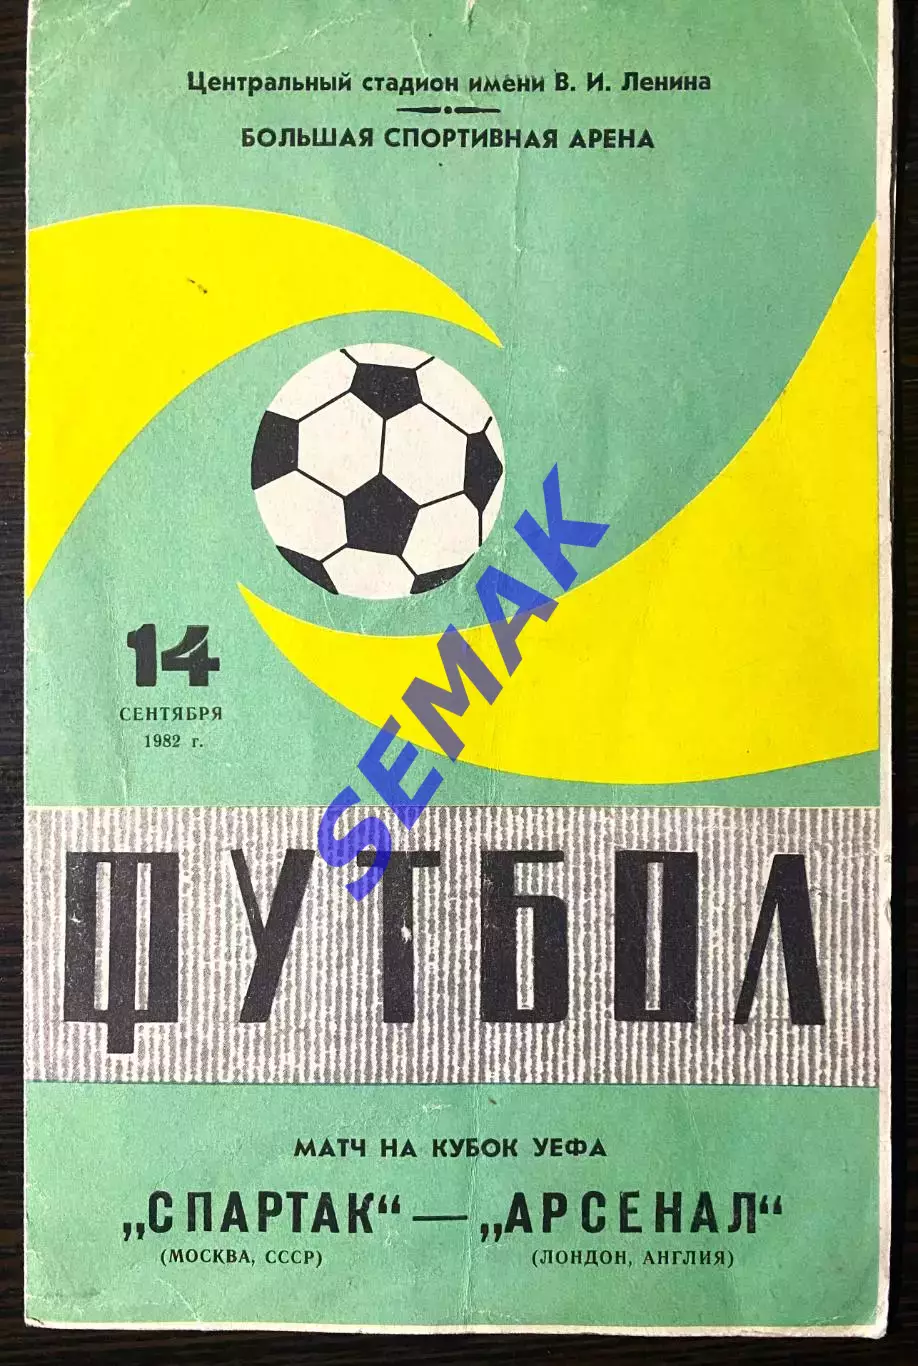 Центральный стадион имени В. И. Ленина
БОЛЬШАЯ СПОРТИВНАЯ АРЕНА
14
СЕНТЯБРЯ
1982 г.
SEMAK
ФУТБОЛ
МАТЧ НА КУБОК УЕФА
„СПАРТАК“ — „АРСЕНАЛ“
(МОСКВА, СССР) (ЛОНДОН, АНГЛИЯ)